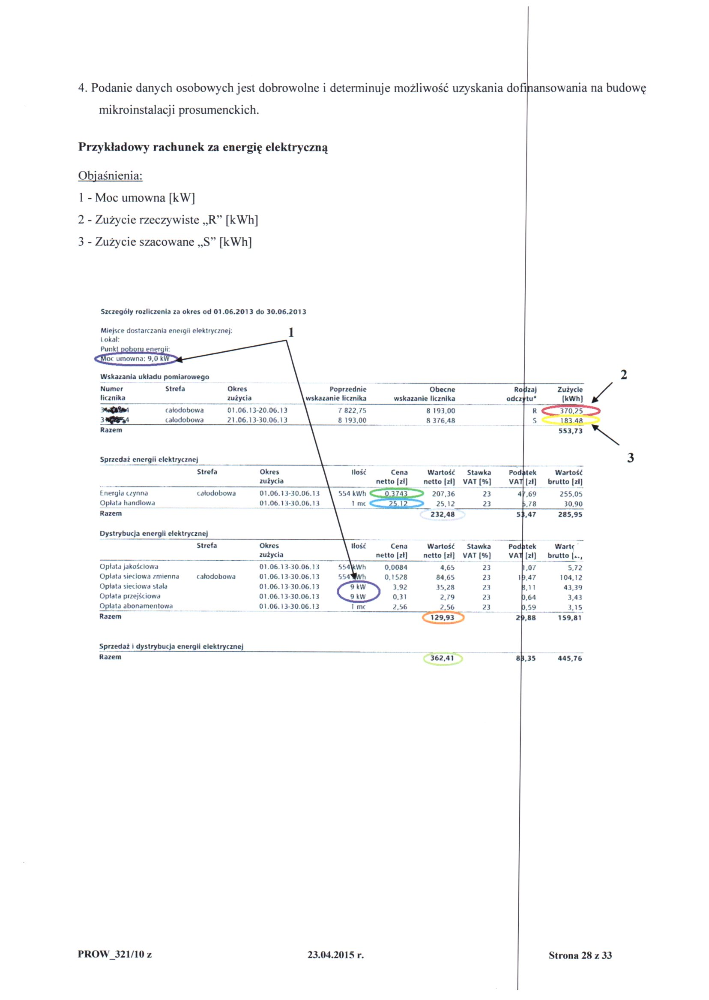 4. Podanie danych osobowych jest dobrowolne i determinuje możliwość uzyskania dofinansowania na budowę
mikroinstalacji prosumenckich.
Przykładowy rachunek za energię elektryczną
Objaśnienia:
1 - Moc umowna [kW]
2 - Zużycie rzeczywiste „R” [kWh]
3 - Zużycie szacowane „S” [kWh]
Szczegóły rozliczenia za okres od 01.06.2013 do 30.06.2013
Miejsce dostarczania energii elektrycznej:
1
Lokal:
Punkt poboru energii:
Moc umowna: 9,0 kW
Wskazania układu pomiarowego
2
Numer Strefa Okres Poprzednie Obecne Rodzaj Zużycie
licznika zużycia wskazanie licznika wskazanie licznika odczytu* [kWh]
całodobowa 01.06.13-20.06.13 7 822,75 8 193,00 R 370,25
całodobowa 21.06.13-30.06.13 8 193,00 8 376,48 S 183,48
Razem 553,73
3
Sprzedaż energii elektrycznej
Strefa Okres Ilość Cena Wartość Stawka Podatek Wartość
zużycia netto [zł] netto [zł] VAT [%] VAT [zł] brutto [zł]
Energia czynna całodobowa 01.06.13-30.06.13 554 kWh 0,3743 207,36 23 47,69 255,05
Opłata handlowa 01.06.13-30.06.13 1 mc 25,12 25,12 23 5,78 30,90
Razem 232,48 53,47 285,95
Dystrybucja energii elektrycznej
Strefa Okres Ilość Cena Wartość Stawka Podatek
zużycia netto [zł] netto [zł] VAT [%] VAT [zł] brutto
Opłata jakościowa 01.06.13-30.06.13 554 kWh 0,0084 4,65 23 1,07 5,72
Opłata sieciowa zmienna całodobowa 01.06.13-30.06.13 554 kWh 0,1528 84,65 23 19,47 104,12
Opłata sieciowa stała 01.06.13-30.06.13 9 kW 3,92 35,28 23 8,11 43,39
Opłata przejściowa 01.06.13-30.06.13 9 kW 0,31 2,79 23 0,64 3,43
Opłata abonamentowa 01.06.13-30.06.13 1 mc 2,56 2,56 23 0,59 3,15
Razem 129,93 29,88 159,81
Sprzedaż i dystrybucja energii elektrycznej
Razem 362,41 83,35 445,76
PROW_321/10 z 23.04.2015 r. Strona 28 z 33